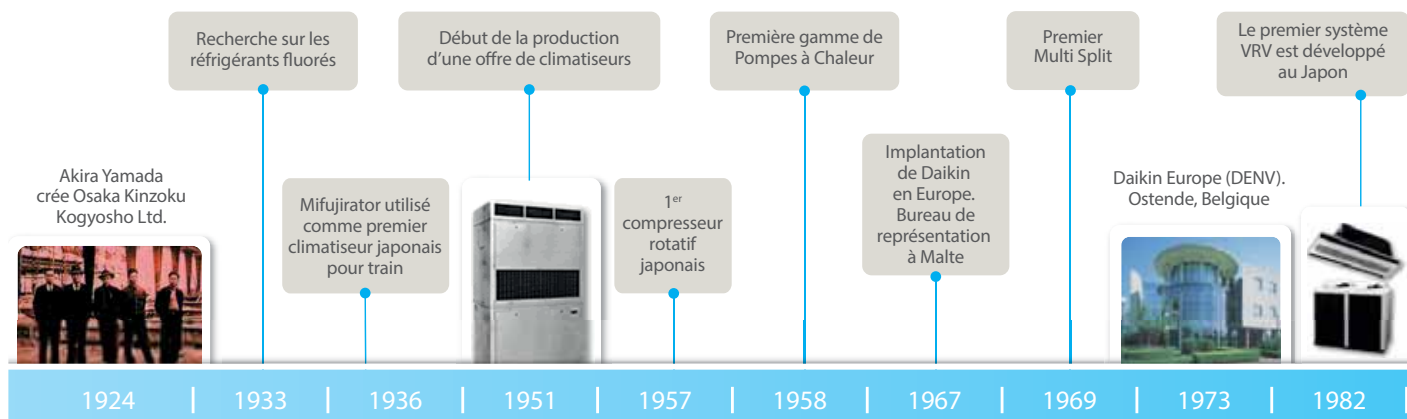 Recherche sur les
réfrigérants fluorés
Début de la production
d'une offre de climatiseurs
Première gamme de
Pompes à Chaleur
Premier
Multi Split
Le premier système
VRV est développé
au Japon
Akira Yamada
crée Osaka Kinzoku
Kogyosho Ltd.
Mifujirator utilisé
comme premier
climatiseur japonais
pour train
1er
compresseur
rotatif
japonais
Implantation
de Daikin
en Europe.
Bureau de
représentation
à Malte
Daikin Europe (DENV).
Ostende, Belgique
1924 | 1933 | 1936 | 1951 | 1957 | 1958 | 1967 | 1969 | 1973 | 1982